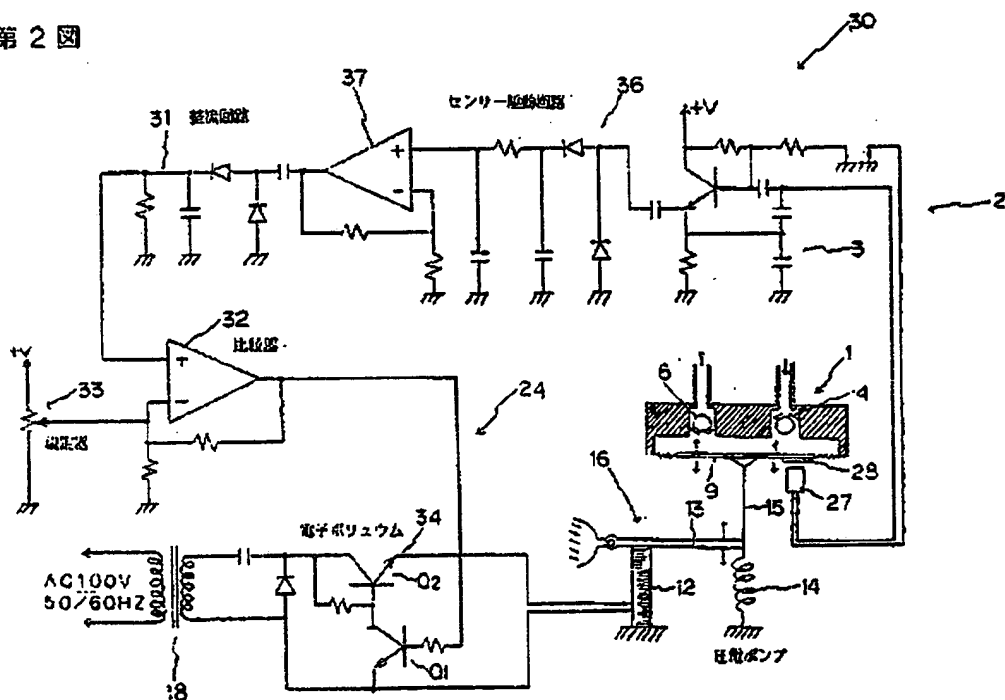 第2図
30
37
センサー駆動回路
36
31 整流回路
+V
2
3
+
-
32
比較器
+V
33
設定器
+
-
24
1
6
4
9
28
27
16
13
15
12
14
電子ボリュウム 34
Q2
Q1
AC100V
50/60HZ
18
圧電ポンプ